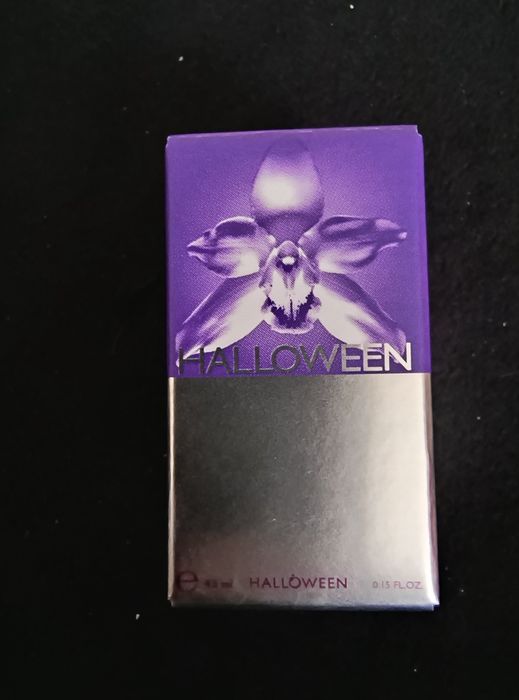 HALLOWEEN
℮ 4.5 ml HALLOWEEN 0.15 FL.OZ.